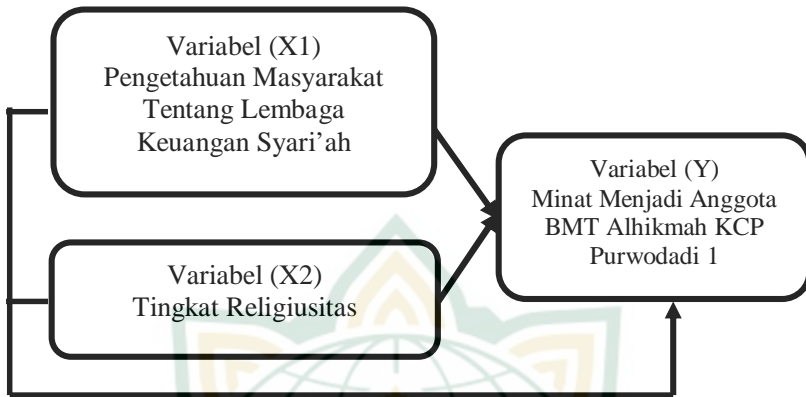 Variabel (X1)
Pengetahuan Masyarakat
Tentang Lembaga
Keuangan Syari’ah
Variabel (X2)
Tingkat Religiusitas
Variabel (Y)
Minat Menjadi Anggota
BMT Alhikmah KCP
Purwodadi 1